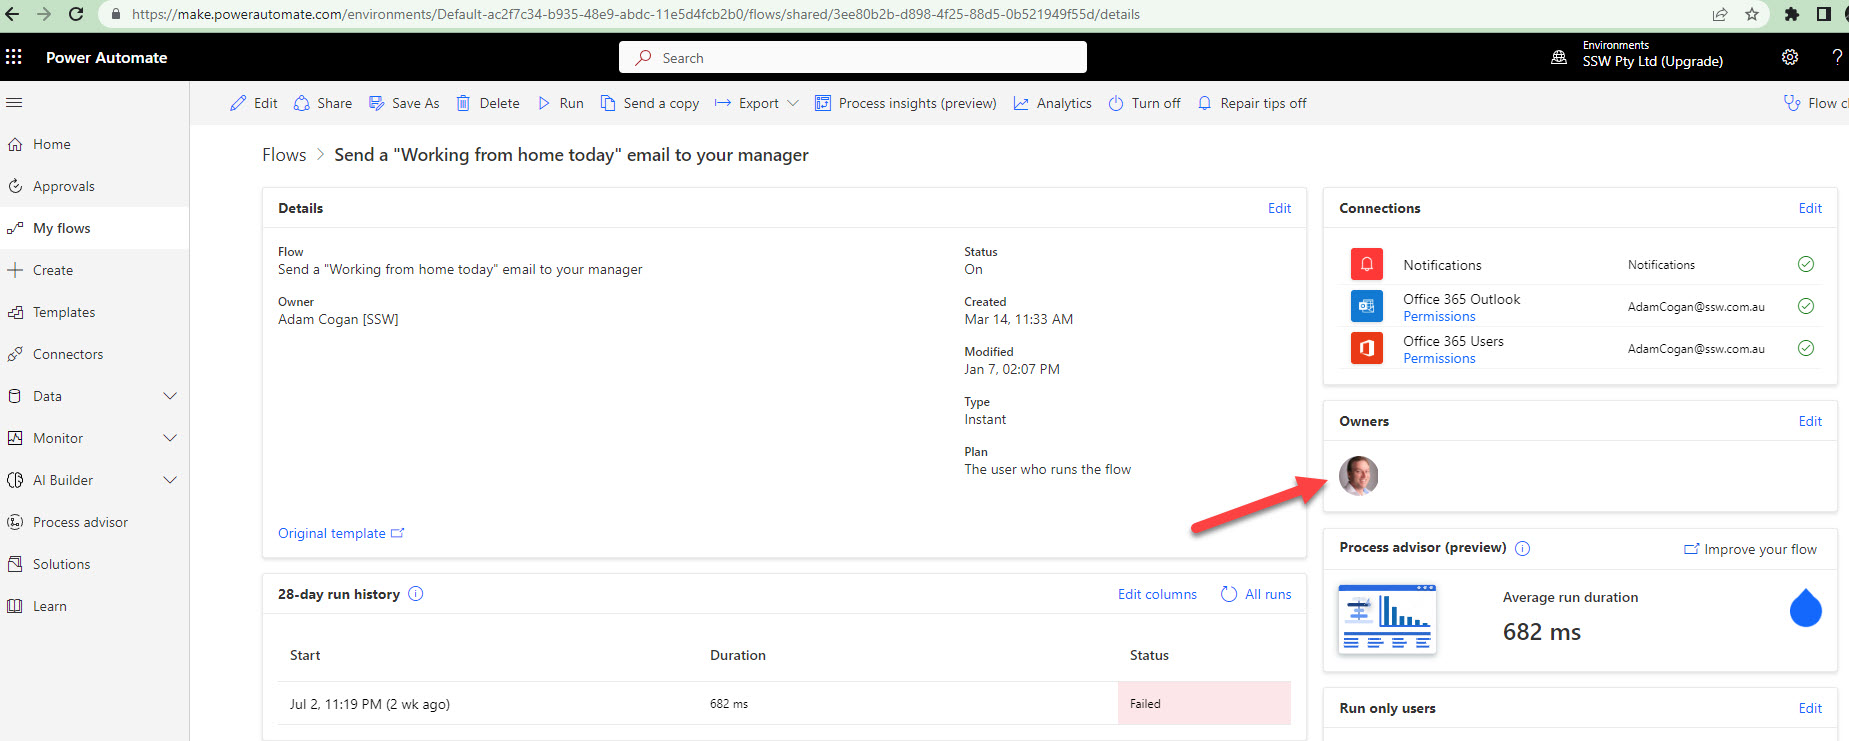 https://make.powerautomate.com/environments/Default-ac2f7c34-b935-48e9-abdc-11e5d4fcb2b0/flows/shared/3ee80b2b-d898-4f25-88d5-0b521949f55d/details
Power Automate
Search
Environments
SSW Pty Ltd (Upgrade)
?
Edit Share Save As Delete Run Send a copy Export Process insights (preview) Analytics Turn off Repair tips off
Home
Approvals
My flows
Create
Templates
Connectors
Data
Monitor
AI Builder
Process advisor
Solutions
Learn
Flows > Send a "Working from home today" email to your manager
Details Edit
Flow
Send a "Working from home today" email to your manager
Owner
Adam Cogan [SSW]
Status
On
Created
Mar 14, 11:33 AM
Modified
Jan 7, 02:07 PM
Type
Instant
Plan
The user who runs the flow
Original template
28-day run history Edit columns All runs
Start Duration Status
Jul 2, 11:19 PM (2 wk ago) 682 ms Failed
Connections Edit
Notifications Notifications
Office 365 Outlook AdamCogan@ssw.com.au
Permissions
Office 365 Users AdamCogan@ssw.com.au
Permissions
Owners Edit
Process advisor (preview) Improve your flow
Average run duration
682 ms
Run only users Edit